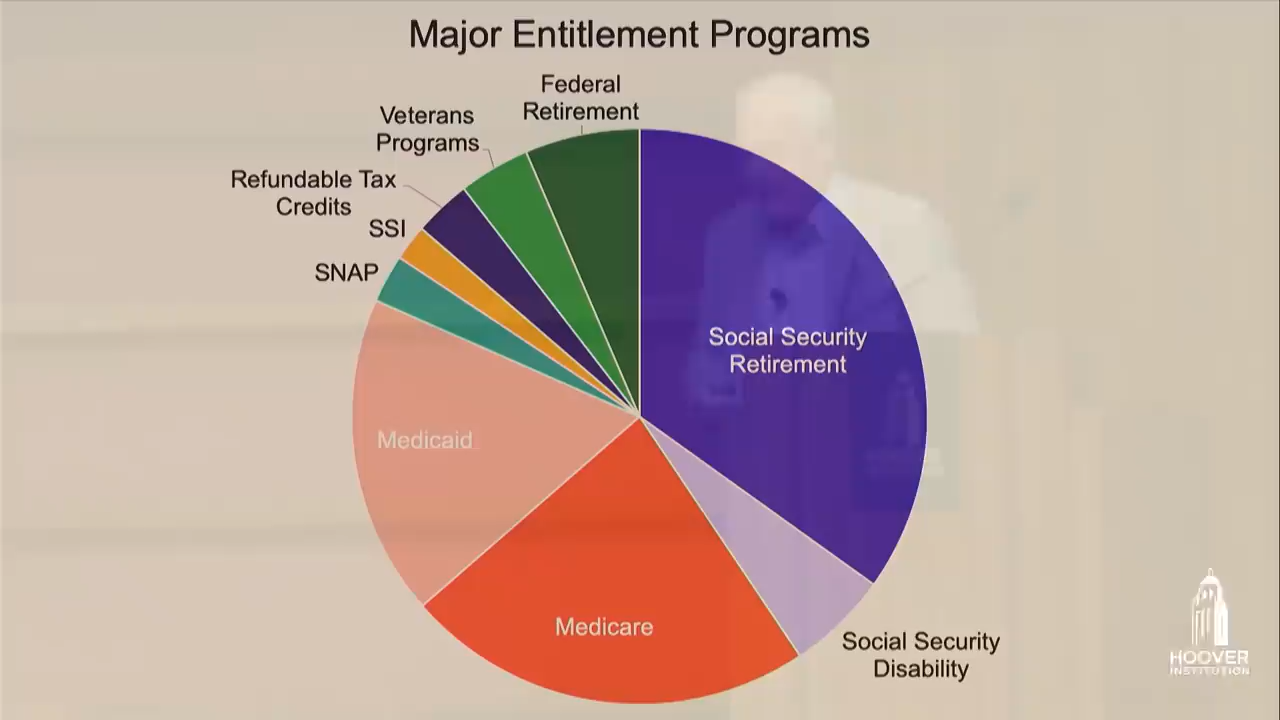 Major Entitlement Programs
Federal
Retirement
Veterans
Programs
Refundable Tax
Credits
SSI
SNAP
Social Security
Retirement
Medicaid
Medicare
Social Security
Disability
HOOVER
INSTITUTION